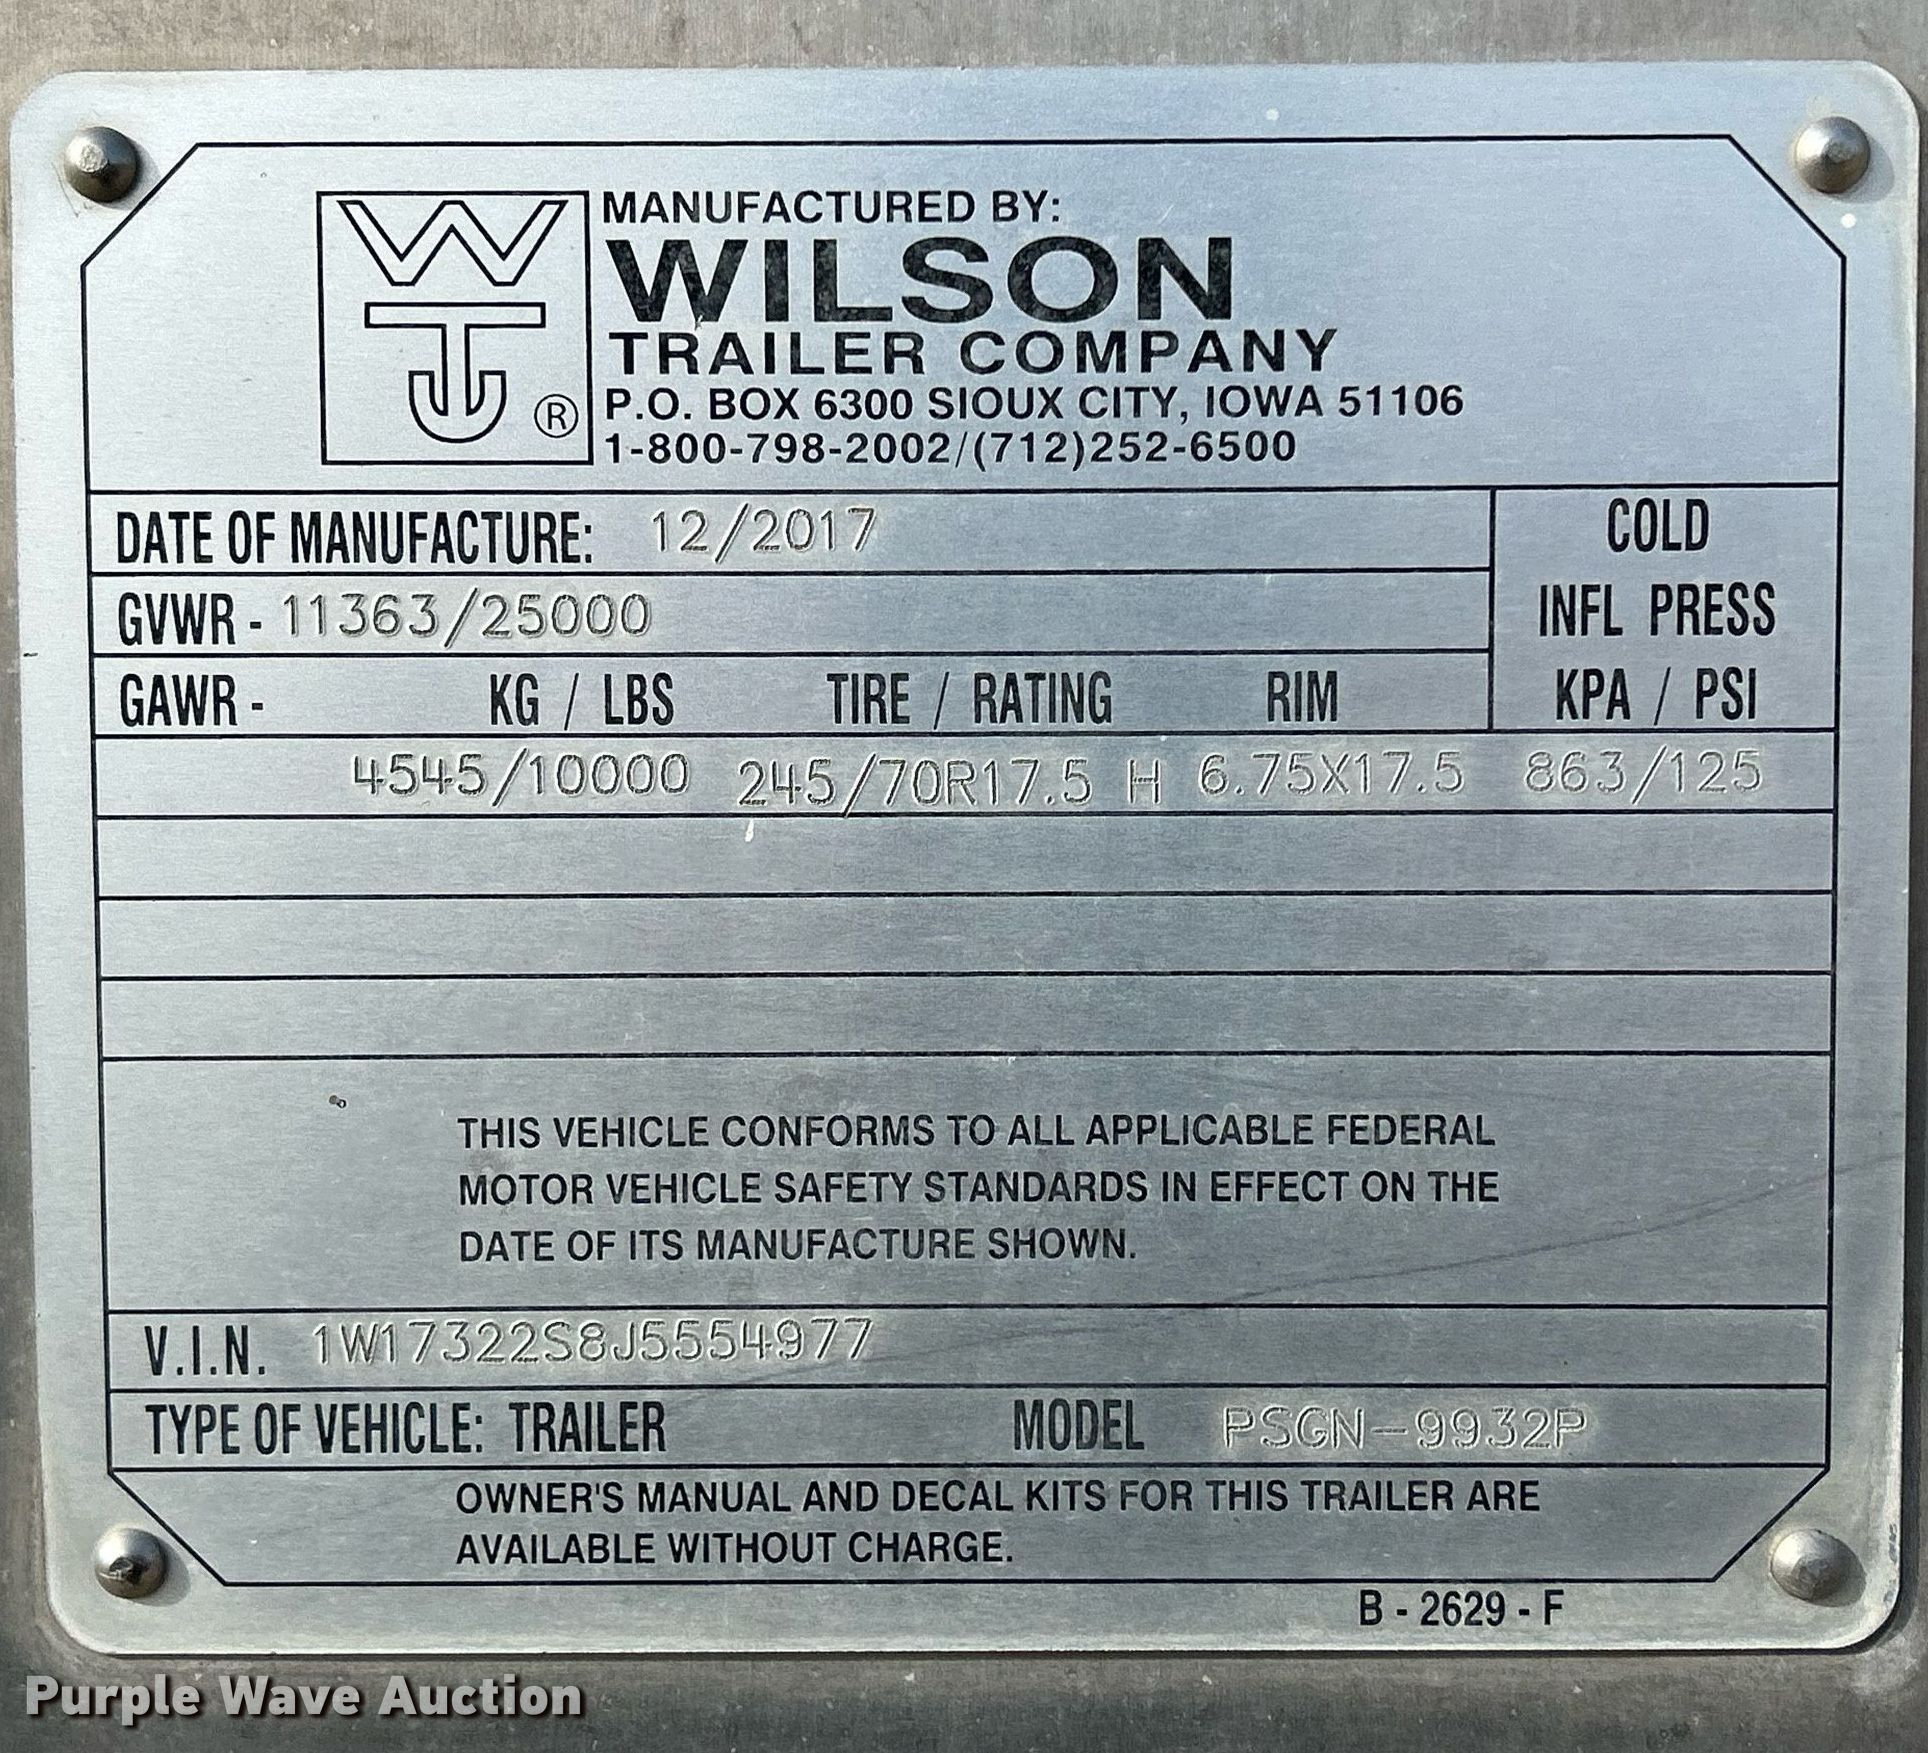 MANUFACTURED BY:
WILSON
TRAILER COMPANY
P.O. BOX 6300 SIOUX CITY, IOWA 51106
1-800-798-2002/(712)252-6500
WTJ ®
DATE OF MANUFACTURE: 12/2017
GVWR - 11363/25000
COLD
INFL PRESS
KPA / PSI
GAWR - KG / LBS TIRE / RATING RIM
4545/10000 245/70R17.5 H 6.75X17.5 863/125
THIS VEHICLE CONFORMS TO ALL APPLICABLE FEDERAL
MOTOR VEHICLE SAFETY STANDARDS IN EFFECT ON THE
DATE OF ITS MANUFACTURE SHOWN.
V.I.N. 1W17322S8J5554977
TYPE OF VEHICLE: TRAILER MODEL PSGN-9932P
OWNER'S MANUAL AND DECAL KITS FOR THIS TRAILER ARE
AVAILABLE WITHOUT CHARGE.
B - 2629 - F
Purple Wave Auction